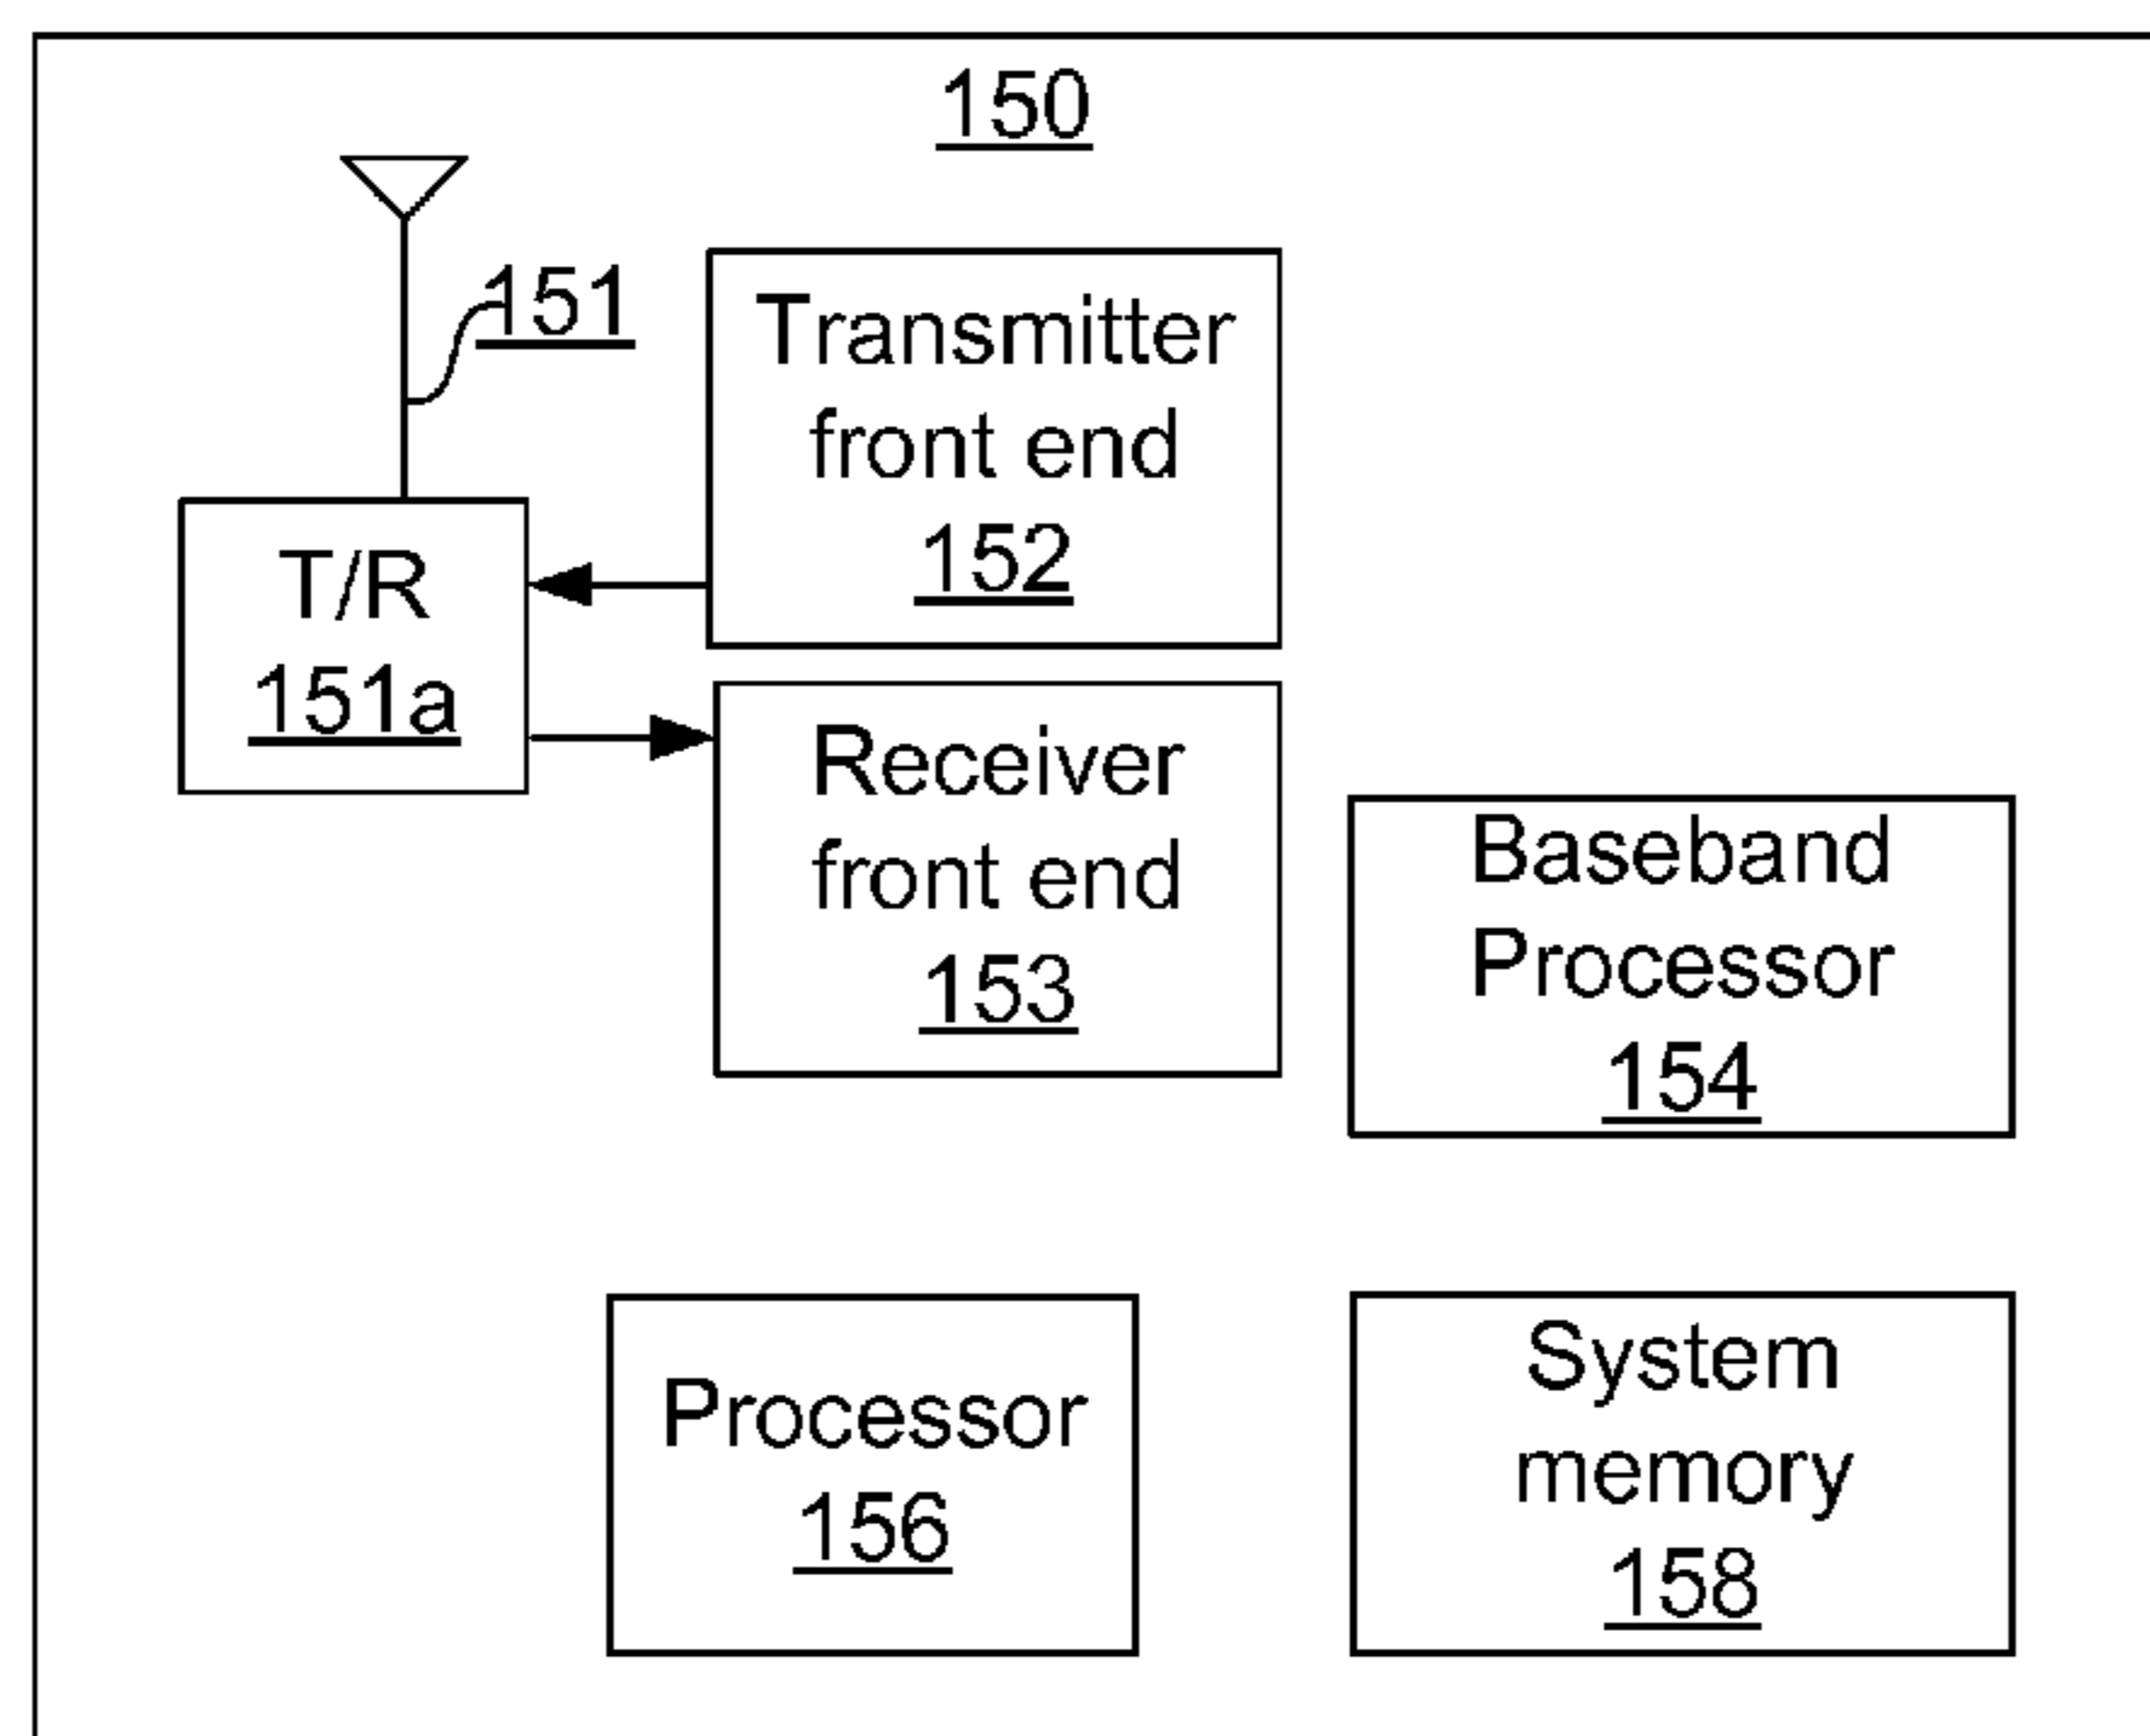 150
151
Transmitter
front end
152
T/R
151a
Receiver
front end
153
Baseband
Processor
154
Processor
156
System
memory
158